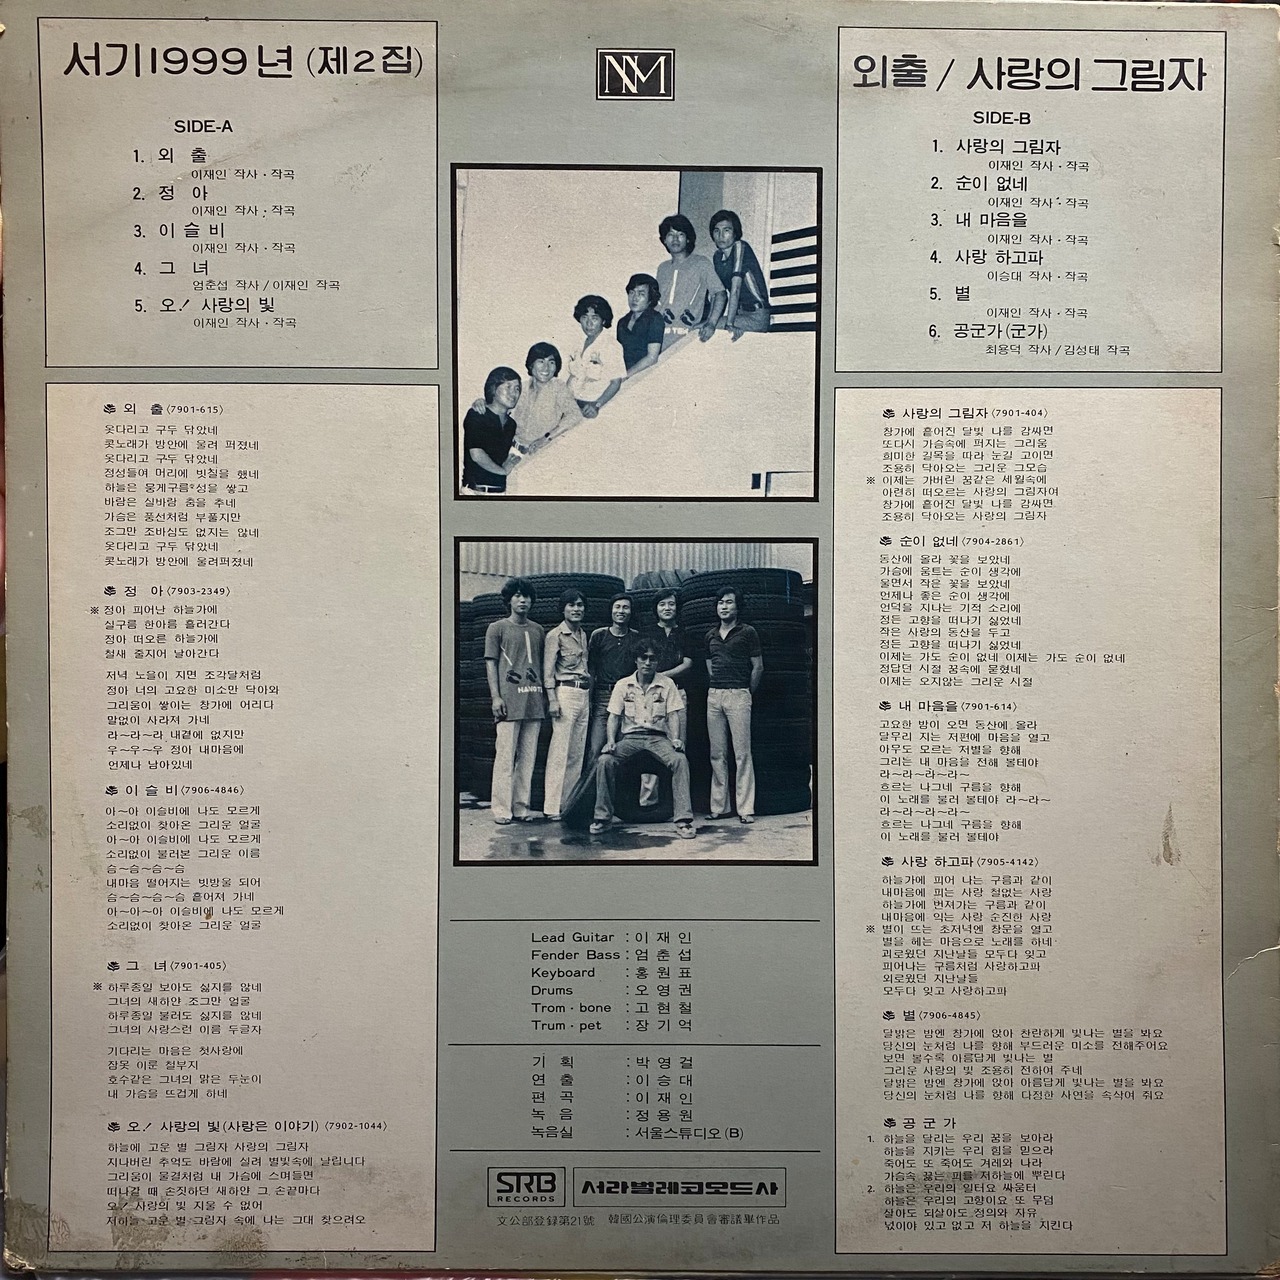 서기1999년 (제2집)
SIDE-A
1. 외 출
이재인 작사 · 작곡
2. 정 아
이재인 작사 · 작곡
3. 이 슬 비
이재인 작사 · 작곡
4. 그 녀
엄춘섭 작사 / 이재인 작곡
5. 오! 사랑의 빛
이재인 작사 · 작곡
NM
외출 / 사랑의 그림자
SIDE-B
1. 사랑의 그림자
이재인 작사 · 작곡
2. 순이 없네
이재인 작사 · 작곡
3. 내 마음을
이재인 작사 · 작곡
4. 사랑 하고파
이승대 작사 · 작곡
5. 별
이재인 작사 · 작곡
6. 공군가 (군가)
최용덕 작사 / 김성태 작곡
외 출 (7901-615)
옷다리고 구두 닦았네
콧노래가 방안에 울려 퍼졌네
옷다리고 구두 닦았네
정성들여 머리에 빗칠을 했네
하늘은 뭉게구름 성을 쌓고
바람은 실바람 춤을 추네
가슴은 풍선처럼 부풀지만
조그만 조바심도 없지는 않네
옷다리고 구두 닦았네
콧노래가 방안에 울려퍼졌네
정 아 (7903-2349)
※ 정아 피어난 하늘가에
실구름 한아름 흘러간다
정아 떠오른 하늘가에
철새 줄지어 날아간다
저녁 노을이 지면 조각달처럼
정아 너의 고요한 미소만 닥아와
그리움이 쌓이는 창가에 어리다
말없이 사라져 가네
라~라~라 내곁에 없지만
우~우~우 정아 내마음에
언제나 남아있네
이 슬 비 (7906-4846)
아~아 이슬비에 나도 모르게
소리없이 찾아온 그리운 얼굴
아~아 이슬비에 나도 모르게
소리없이 불러본 그리운 이름
슴~슴~슴~슴
내마음 떨어지는 빗방울 되어
슴~슴~슴~슴 흩어져 가네
아~아~아 이슬비에 나도 모르게
소리없이 찾아온 그리운 얼굴
그 녀 (7901-405)
※ 하루종일 보아도 싫지를 않네
그녀의 새하얀 조그만 얼굴
하루종일 불러도 싫지를 않네
그녀의 사랑스런 이름 두글자
기다리는 마음은 첫사랑에
잠못 이룬 철부지
호수같은 그녀의 맑은 두눈이
내 가슴을 뜨겁게 하네
오! 사랑의 빛 (사랑은 이야기) (7902-1044)
하늘에 고운 별 그림자 사랑의 그림자
지나버린 추억도 바람에 실려 별빛속에 날립니다
그리움이 물결처럼 내 가슴에 스며들면
떠나갈 때 손짓하던 새하얀 그 손끝마다
오! 사랑의 빛 지울 수 없어
저하늘 고운 별 그림자 속에 나는 그대 찾으려오
HANG TEN
Lead Guitar : 이 재 인
Fender Bass : 엄 춘 섭
Keyboard : 홍 원 표
Drums : 오 영 권
Trom · bone : 고 현 철
Trum · pet : 장 기 억
기 획 : 박 영 걸
연 출 : 이 승 대
편 곡 : 이 재 인
녹 음 : 정 용 원
녹음실 : 서울스튜디오 (B)
SRB RECORDS 서라벌레코오드사
文公部登録第21號 韓國公演倫理委員會審議畢作品
사랑의 그림자 (7901-404)
창가에 흩어진 달빛 나를 감싸면
또다시 가슴속에 퍼지는 그리움
희미한 길목을 따라 눈길 고이면
조용히 닥아오는 그리운 그모습
※ 이제는 가버린 꿈같은 세월속에
아련히 떠오르는 사랑의 그림자여
창가에 흩어진 달빛 나를 감싸면
조용히 닥아오는 사랑의 그림자
순이 없네 (7904-2861)
동산에 올라 꽃을 보았네
가슴에 움트는 순이 생각에
울면서 작은 꽃을 보았네
언제나 좋은 순이 생각에
언덕을 지나는 기적 소리에
정든 고향을 떠나기 싫었네
작은 사랑의 동산을 두고
정든 고향을 떠나기 싫었네
이제는 가도 순이 없네 이제는 가도 순이 없네
정답던 시절 꿈속에 묻혔네
이제는 오지않는 그리운 시절
내 마음을 (7901-614)
고요한 밤이 오면 동산에 올라
달무리 지는 저편에 마음을 열고
아무도 모르는 저별을 향해
그리는 내 마음을 전해 볼테야
라~라~라~라~
흐르는 나그네 구름을 향해
이 노래를 불러 볼테야 라~라~
라~라~라~라~
흐르는 나그네 구름을 향해
이 노래를 불러 볼테야
사랑 하고파 (7905-4142)
하늘가에 피어 나는 구름과 같이
내마음에 피는 사랑 철없는 사랑
하늘가에 번져가는 구름과 같이
내마음에 익는 사랑 순진한 사랑
※ 별이 뜨는 초저녁엔 창문을 열고
별을 헤는 마음으로 노래를 하네
괴로웠던 지난날들 모두다 잊고
피어나는 구름처럼 사랑하고파
외로웠던 지난날들
모두다 잊고 사랑하고파
별 (7906-4845)
달밝은 밤엔 창가에 앉아 찬란하게 빛나는 별을 봐요
당신의 눈처럼 나를 향해 부드러운 미소를 전해주어요
보면 볼수록 아름답게 빛나는 별
그리운 사랑의 빛 조용히 전하여 주네
달밝은 밤엔 창가에 앉아 아름답게 빛나는 별을 봐요
당신의 눈처럼 나를 향해 다정한 사연을 속삭여 줘요
공 군 가
1. 하늘을 달리는 우리 꿈을 보아라
하늘을 지키는 우리 힘을 믿으라
죽어도 또 죽어도 겨레와 나라
가슴속 끓는 피를 저하늘에 뿌린다
2. 하늘은 우리의 일터요 싸움터
하늘은 우리의 고향이요 또 무덤
살아도 되살아도 정의와 자유
넋이야 있고 없고 저 하늘을 지킨다